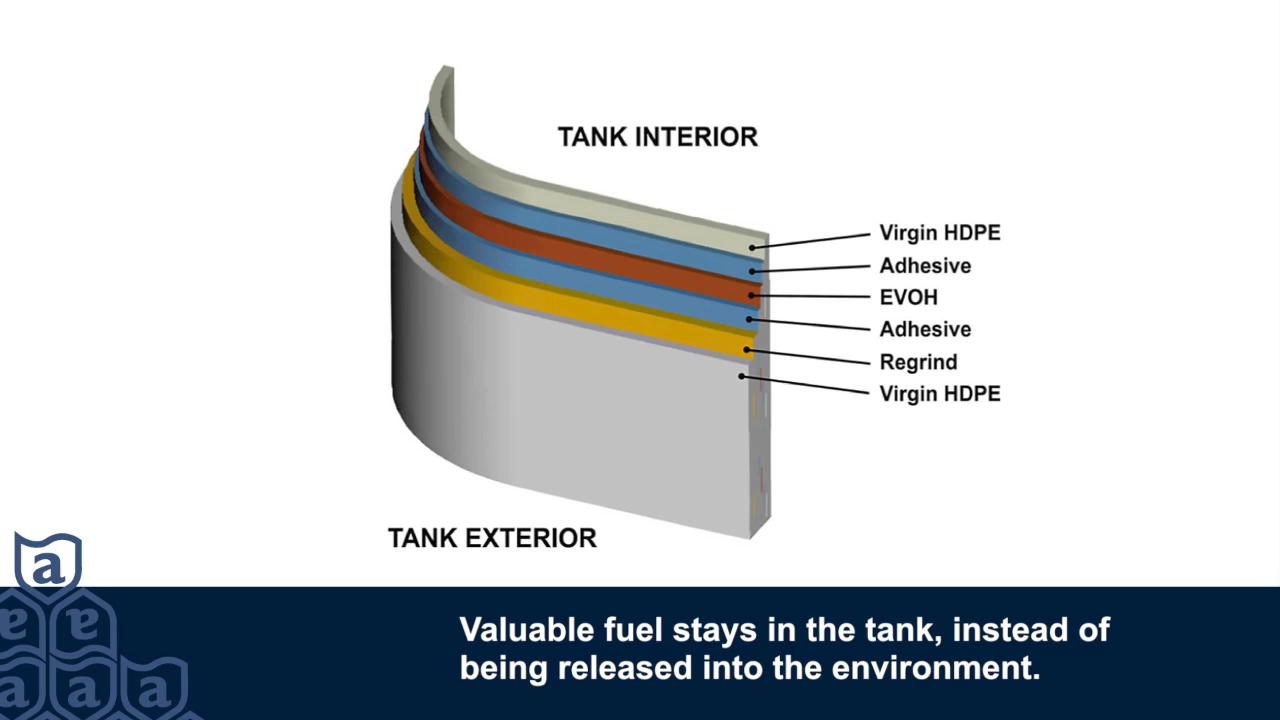 TANK INTERIOR
Virgin HDPE
Adhesive
EVOH
Adhesive
Regrind
Virgin HDPE
TANK EXTERIOR
a
a a
a a a
Valuable fuel stays in the tank, instead of
being released into the environment.